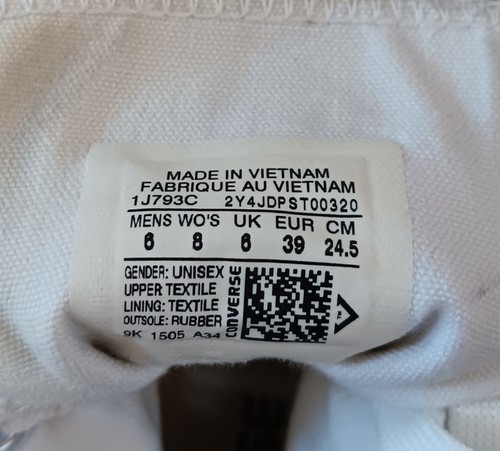 MADE IN VIETNAM
FABRIQUE AU VIETNAM
1J793C 2Y4JDPST00320
MENS WO'S UK EUR CM
6 8 6 39 24.5
GENDER: UNISEX
UPPER: TEXTILE
LINING: TEXTILE
OUTSOLE: RUBBER
9K 1505 A34
CONVERSE